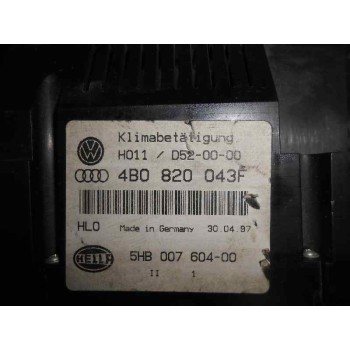 Klimabetätigung
H011 / D52-00-00
4B0 820 043F
HLO Made in Germany 30.04.97
HELLA 5HB 007 604-00
II 1